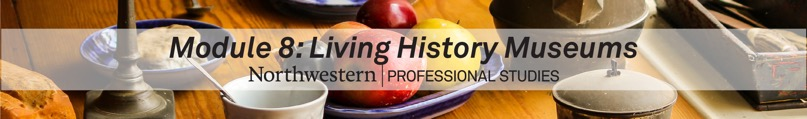 Module 8: Living History Museums
Northwestern | PROFESSIONAL STUDIES